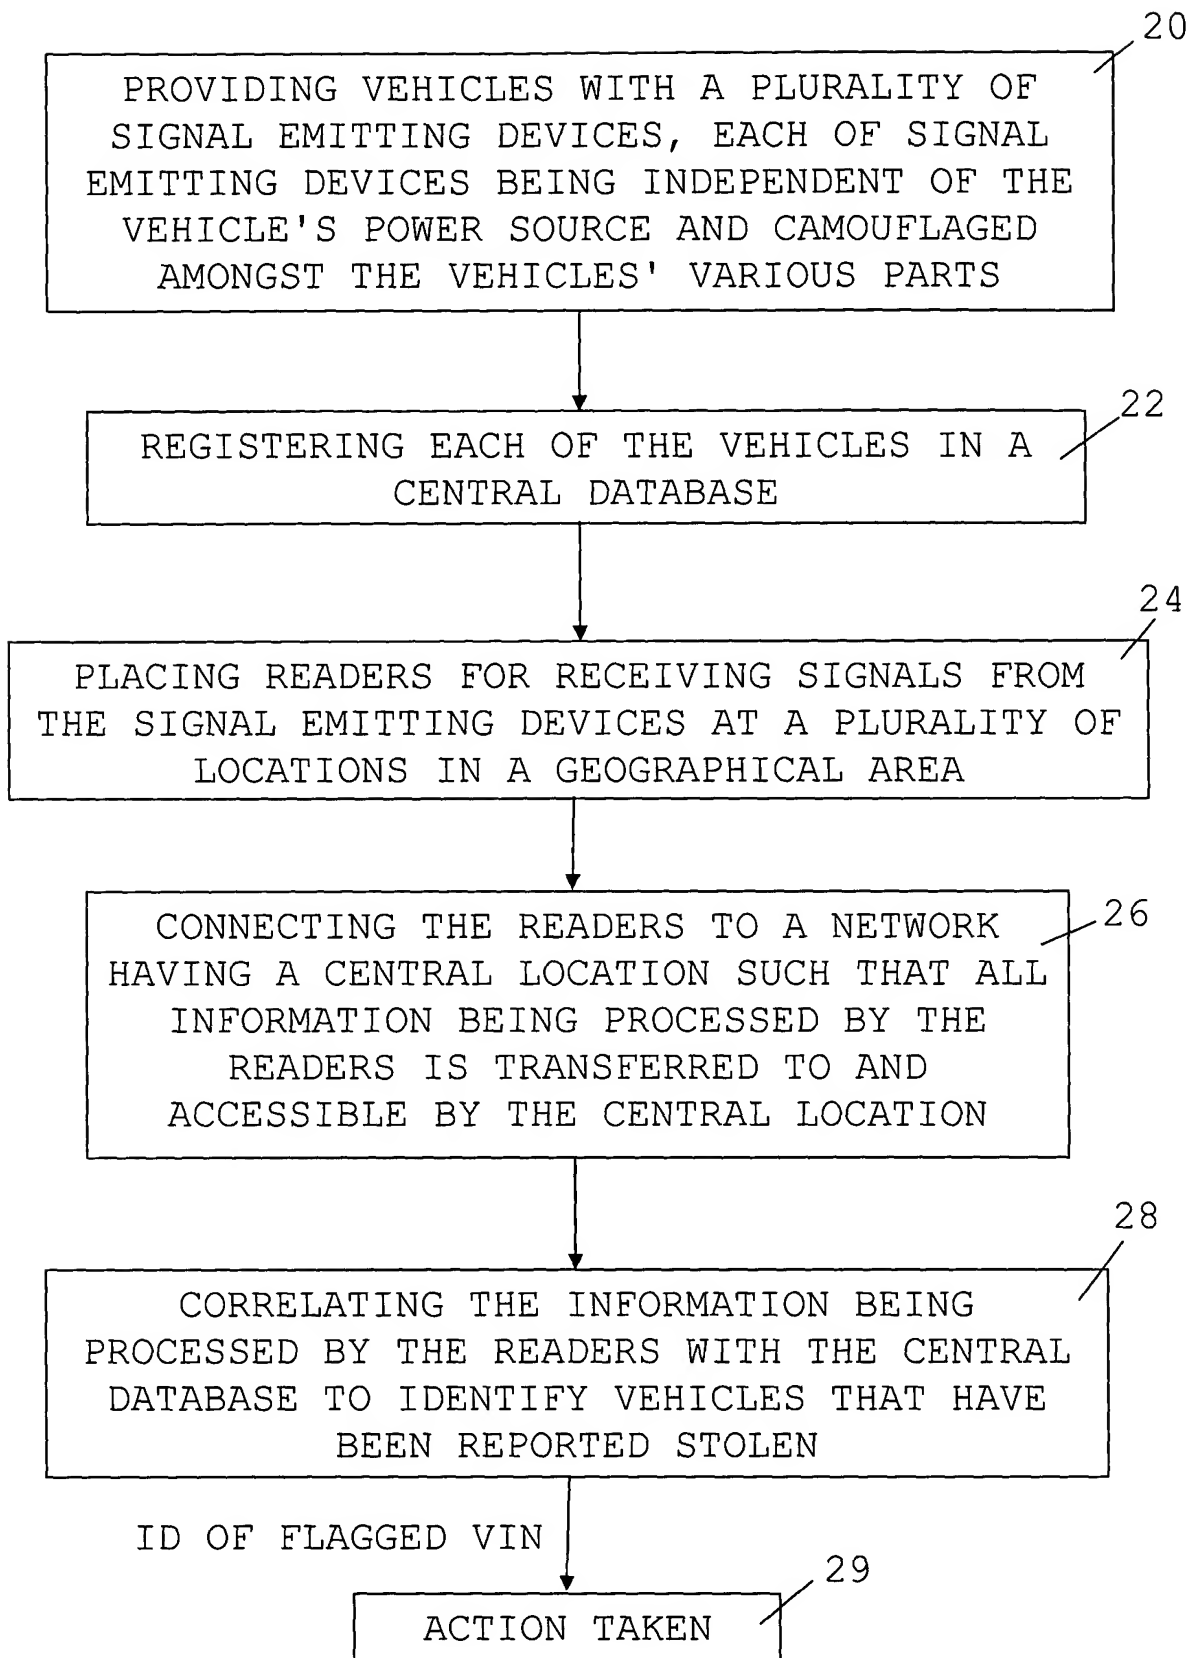 20
PROVIDING VEHICLES WITH A PLURALITY OF
SIGNAL EMITTING DEVICES, EACH OF SIGNAL
EMITTING DEVICES BEING INDEPENDENT OF THE
VEHICLE'S POWER SOURCE AND CAMOUFLAGED
AMONGST THE VEHICLES' VARIOUS PARTS
22
REGISTERING EACH OF THE VEHICLES IN A
CENTRAL DATABASE
24
PLACING READERS FOR RECEIVING SIGNALS FROM
THE SIGNAL EMITTING DEVICES AT A PLURALITY OF
LOCATIONS IN A GEOGRAPHICAL AREA
26
CONNECTING THE READERS TO A NETWORK
HAVING A CENTRAL LOCATION SUCH THAT ALL
INFORMATION BEING PROCESSED BY THE
READERS IS TRANSFERRED TO AND
ACCESSIBLE BY THE CENTRAL LOCATION
28
CORRELATING THE INFORMATION BEING
PROCESSED BY THE READERS WITH THE CENTRAL
DATABASE TO IDENTIFY VEHICLES THAT HAVE
BEEN REPORTED STOLEN
ID OF FLAGGED VIN
29
ACTION TAKEN